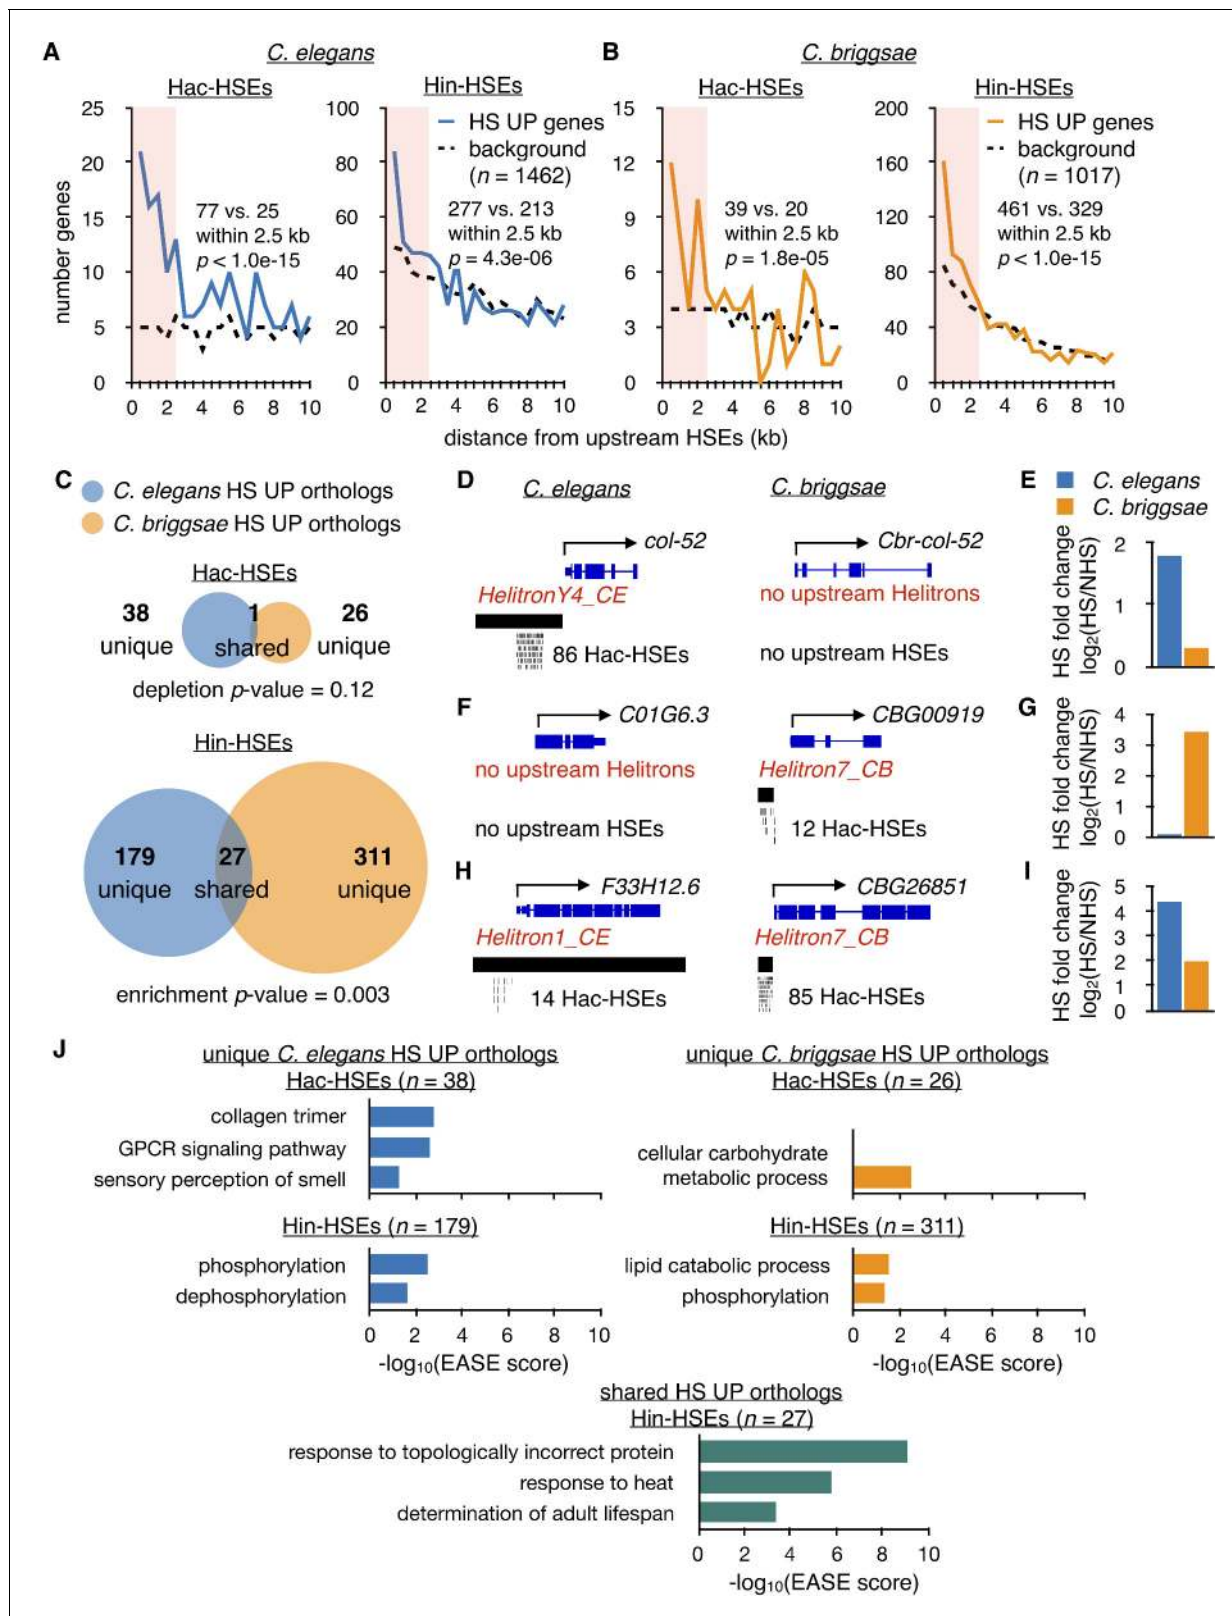 A
C. elegans
Hac-HSEs
Hin-HSEs
B
C. briggsae
Hac-HSEs
Hin-HSEs
number genes
25
20
15
10
5
0
0 2 4 6 8 10
77 vs. 25
within 2.5 kb
p < 1.0e-15
100
80
60
40
20
0
0 2 4 6 8 10
HS UP genes
background
(n = 1462)
277 vs. 213
within 2.5 kb
p = 4.3e-06
15
12
9
6
3
0
0 2 4 6 8 10
39 vs. 20
within 2.5 kb
p = 1.8e-05
200
160
120
80
40
0
0 2 4 6 8 10
HS UP genes
background
(n = 1017)
461 vs. 329
within 2.5 kb
p < 1.0e-15
distance from upstream HSEs (kb)
C
C. elegans HS UP orthologs
C. briggsae HS UP orthologs
Hac-HSEs
38
unique
1
shared
26
unique
depletion p-value = 0.12
Hin-HSEs
179
unique
27
shared
311
unique
enrichment p-value = 0.003
D
C. elegans
C. briggsae
col-52
HelitronY4_CE
86 Hac-HSEs
Cbr-col-52
no upstream Helitrons
no upstream HSEs
E
C. elegans
C. briggsae
HS fold change
log2(HS/NHS)
2
1
0
F
C01G6.3
no upstream Helitrons
no upstream HSEs
CBG00919
Helitron7_CB
12 Hac-HSEs
G
HS fold change
log2(HS/NHS)
4
3
2
1
0
H
F33H12.6
Helitron1_CE
14 Hac-HSEs
CBG26851
Helitron7_CB
85 Hac-HSEs
I
HS fold change
log2(HS/NHS)
5
4
3
2
1
0
J
unique C. elegans HS UP orthologs
Hac-HSEs (n = 38)
collagen trimer
GPCR signaling pathway
sensory perception of smell
Hin-HSEs (n = 179)
phosphorylation
dephosphorylation
0 2 4 6 8 10
-log10(EASE score)
unique C. briggsae HS UP orthologs
Hac-HSEs (n = 26)
cellular carbohydrate
metabolic process
Hin-HSEs (n = 311)
lipid catabolic process
phosphorylation
0 2 4 6 8 10
-log10(EASE score)
shared HS UP orthologs
Hin-HSEs (n = 27)
response to topologically incorrect protein
response to heat
determination of adult lifespan
0 2 4 6 8 10
-log10(EASE score)